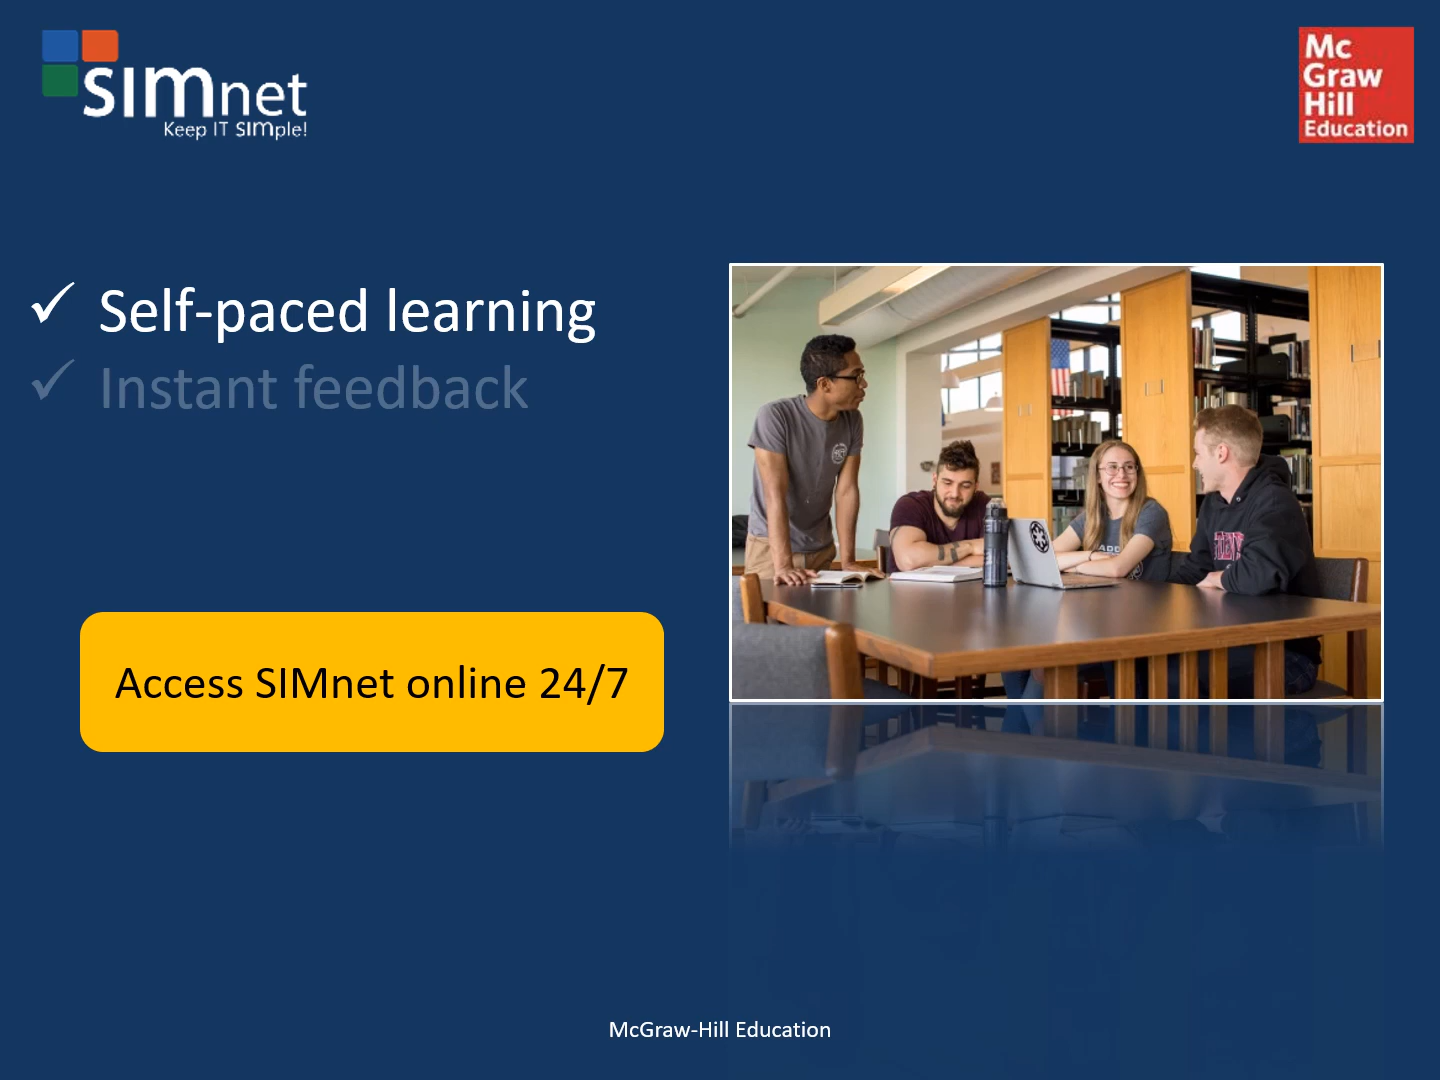 SIMnet
Keep IT SIMple!
Mc
Graw
Hill
Education
✓ Self-paced learning
✓ Instant feedback
Access SIMnet online 24/7
McGraw-Hill Education